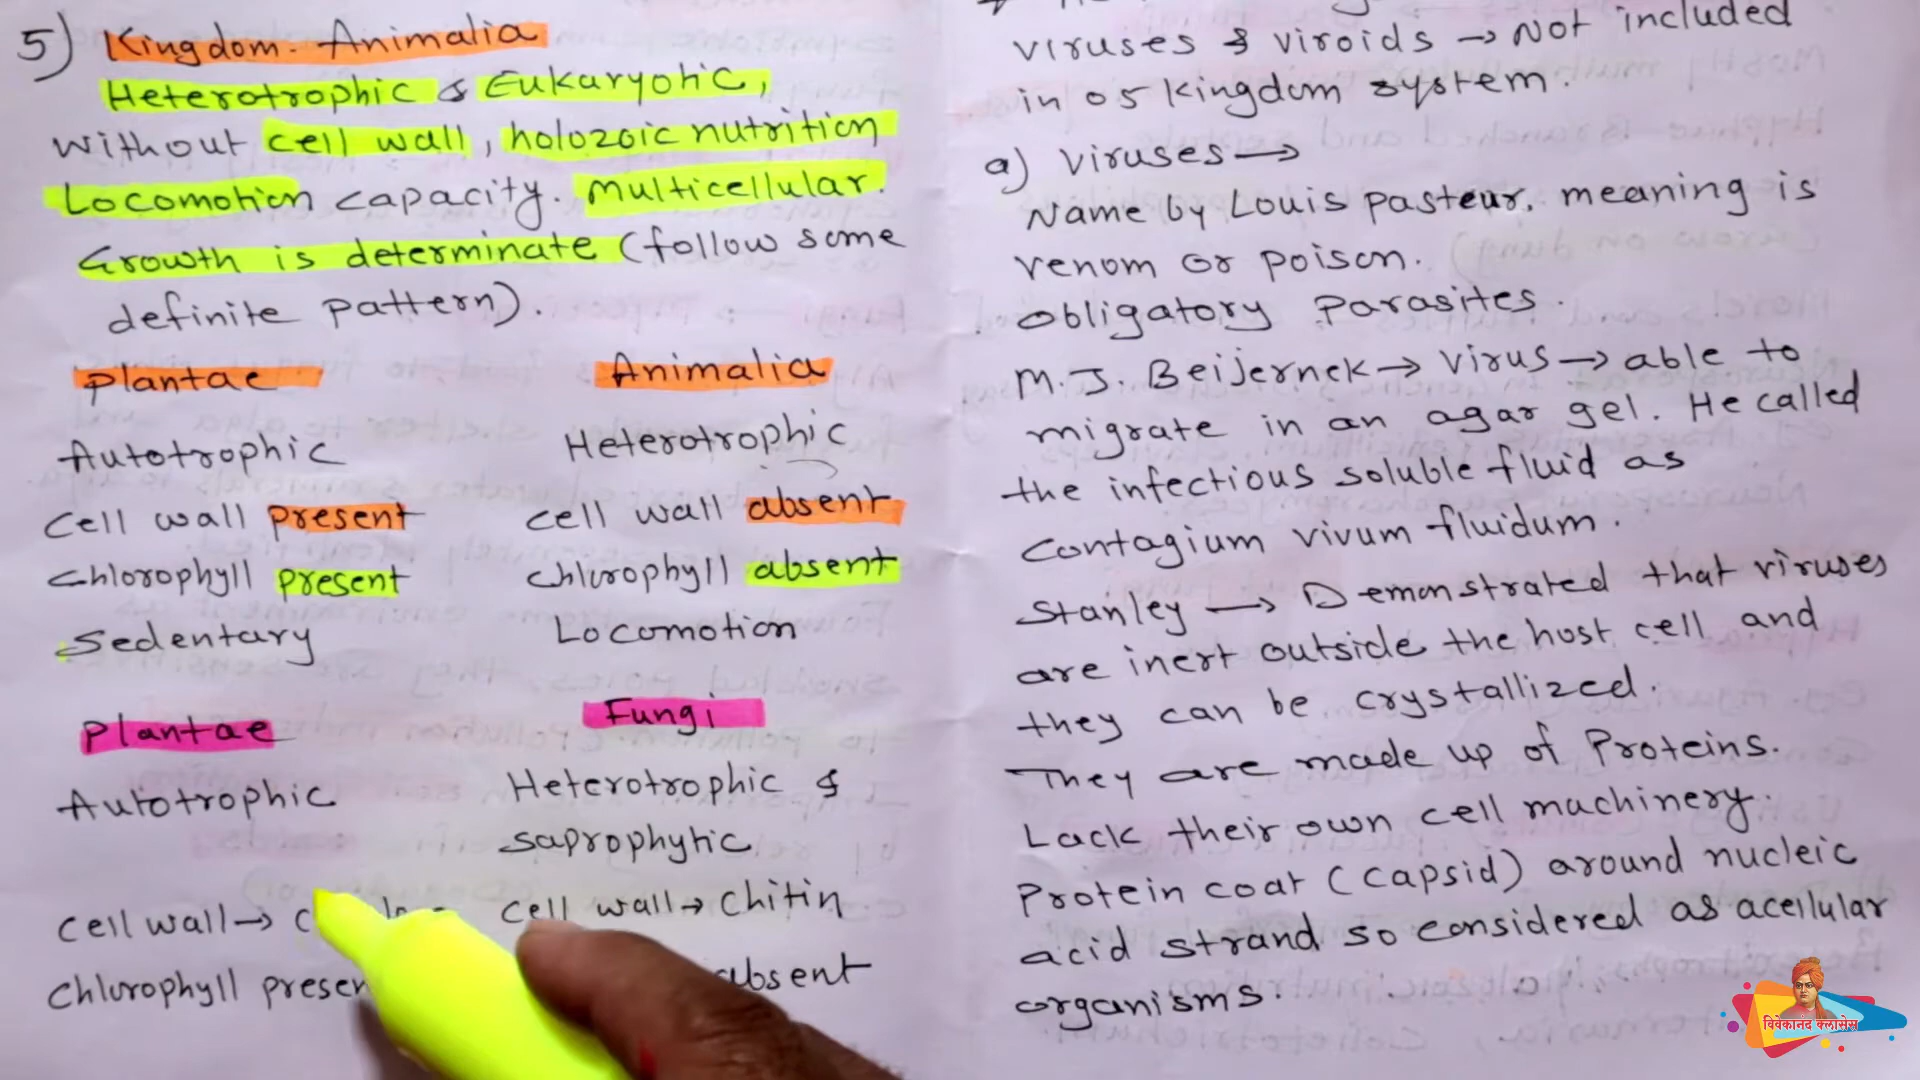 5) Kingdom - Animalia
Heterotrophic & Eukaryotic,
without cell wall, holozoic nutrition
Locomotion capacity. Multicellular.
Growth is determinate (follow some
definite pattern).
Plantae Animalia
Autotrophic Heterotrophic
cell wall present cell wall absent
chlorophyll present chlorophyll absent
Sedentary Locomotion
Plantae Fungi
Autotrophic Heterotrophic &
saprophytic
cell wall → cell wall → chitin
chlorophyll absent
viruses & viroids → Not included
in 05 kingdom system.
a) Viruses →
Name by Louis pasteur. meaning is
venom or poison.
obligatory Parasites.
M.J. Beijernek → Virus → able to
migrate in an agar gel. He called
the infectious soluble fluid as
Contagium vivum fluidum.
Stanley → Demonstrated that viruses
are inert outside the host cell and
they can be crystallized.
They are made up of Proteins.
Lack their own cell machinery.
Protein coat (capsid) around nucleic
acid strand so considered as acellular
organisms.
विवेकानंद क्लासेस